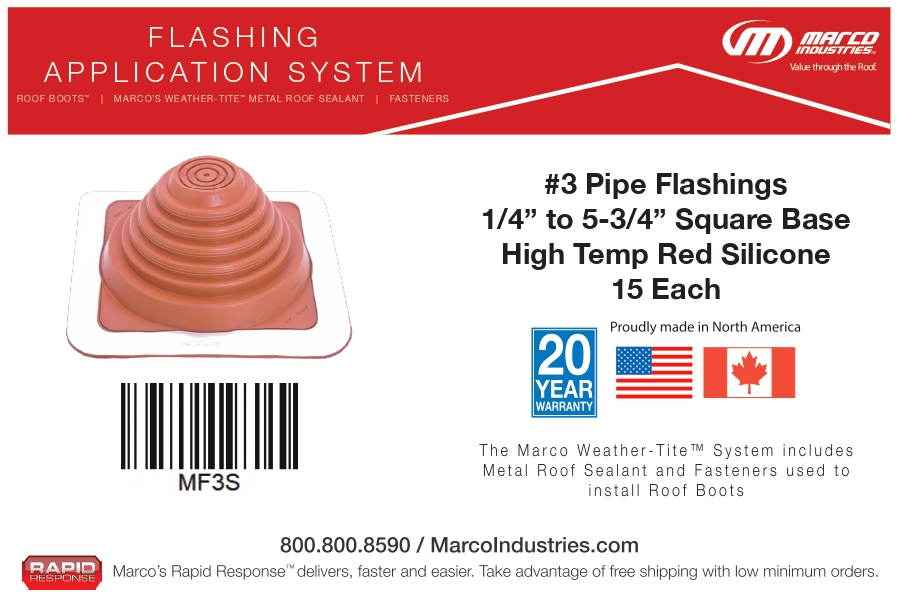 FLASHING
APPLICATION SYSTEM
ROOF BOOTS™ | MARCO'S WEATHER-TITE™ METAL ROOF SEALANT | FASTENERS
MARCO
INDUSTRIES™
Value through the Roof.
#3 Pipe Flashings
1/4” to 5-3/4” Square Base
High Temp Red Silicone
15 Each
Proudly made in North America
20
YEAR
WARRANTY
MF3S
The Marco Weather-Tite™ System includes
Metal Roof Sealant and Fasteners used to
install Roof Boots
800.800.8590 / MarcoIndustries.com
RAPID
RESPONSE
Marco’s Rapid Response™ delivers, faster and easier. Take advantage of free shipping with low minimum orders.